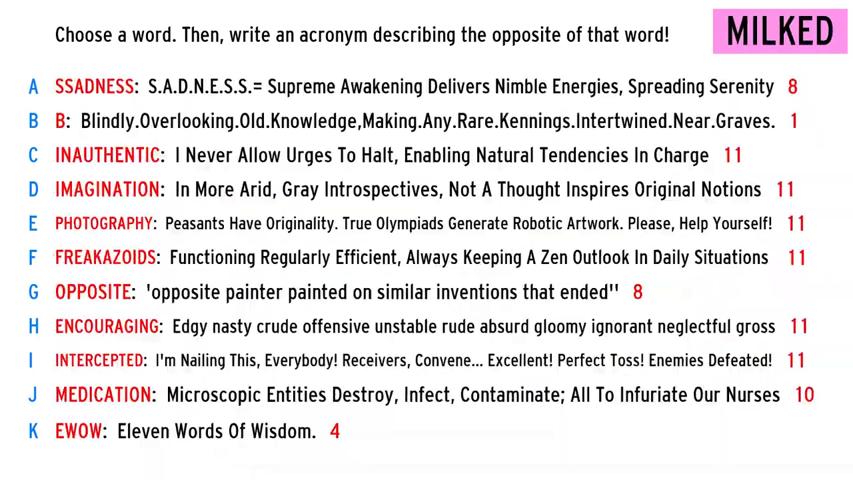 Choose a word. Then, write an acronym describing the opposite of that word!
MILKED
A SSADNESS: S.A.D.N.E.S.S.= Supreme Awakening Delivers Nimble Energies, Spreading Serenity 8
B B: Blindly.Overlooking.Old.Knowledge,Making.Any.Rare.Kennings.Intertwined.Near.Graves. 1
C INAUTHENTIC: I Never Allow Urges To Halt, Enabling Natural Tendencies In Charge 11
D IMAGINATION: In More Arid, Gray Introspectives, Not A Thought Inspires Original Notions 11
E PHOTOGRAPHY: Peasants Have Originality. True Olympiads Generate Robotic Artwork. Please, Help Yourself! 11
F FREAKAZOIDS: Functioning Regularly Efficient, Always Keeping A Zen Outlook In Daily Situations 11
G OPPOSITE: 'opposite painter painted on similar inventions that ended'' 8
H ENCOURAGING: Edgy nasty crude offensive unstable rude absurd gloomy ignorant neglectful gross 11
I INTERCEPTED: I'm Nailing This, Everybody! Receivers, Convene... Excellent! Perfect Toss! Enemies Defeated! 11
J MEDICATION: Microscopic Entities Destroy, Infect, Contaminate; All To Infuriate Our Nurses 10
K EWOW: Eleven Words Of Wisdom. 4